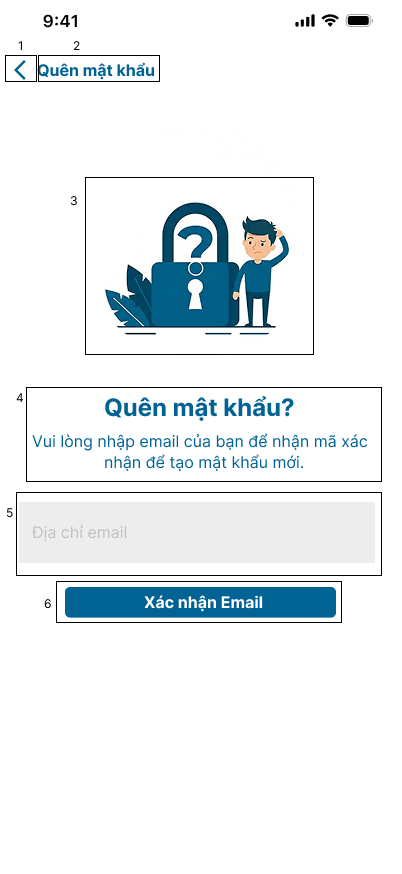 9:41
1
2
Quên mật khẩu
3
?
4
Quên mật khẩu?
Vui lòng nhập email của bạn để nhận mã xác
nhận để tạo mật khẩu mới.
5
Địa chỉ email
6
Xác nhận Email